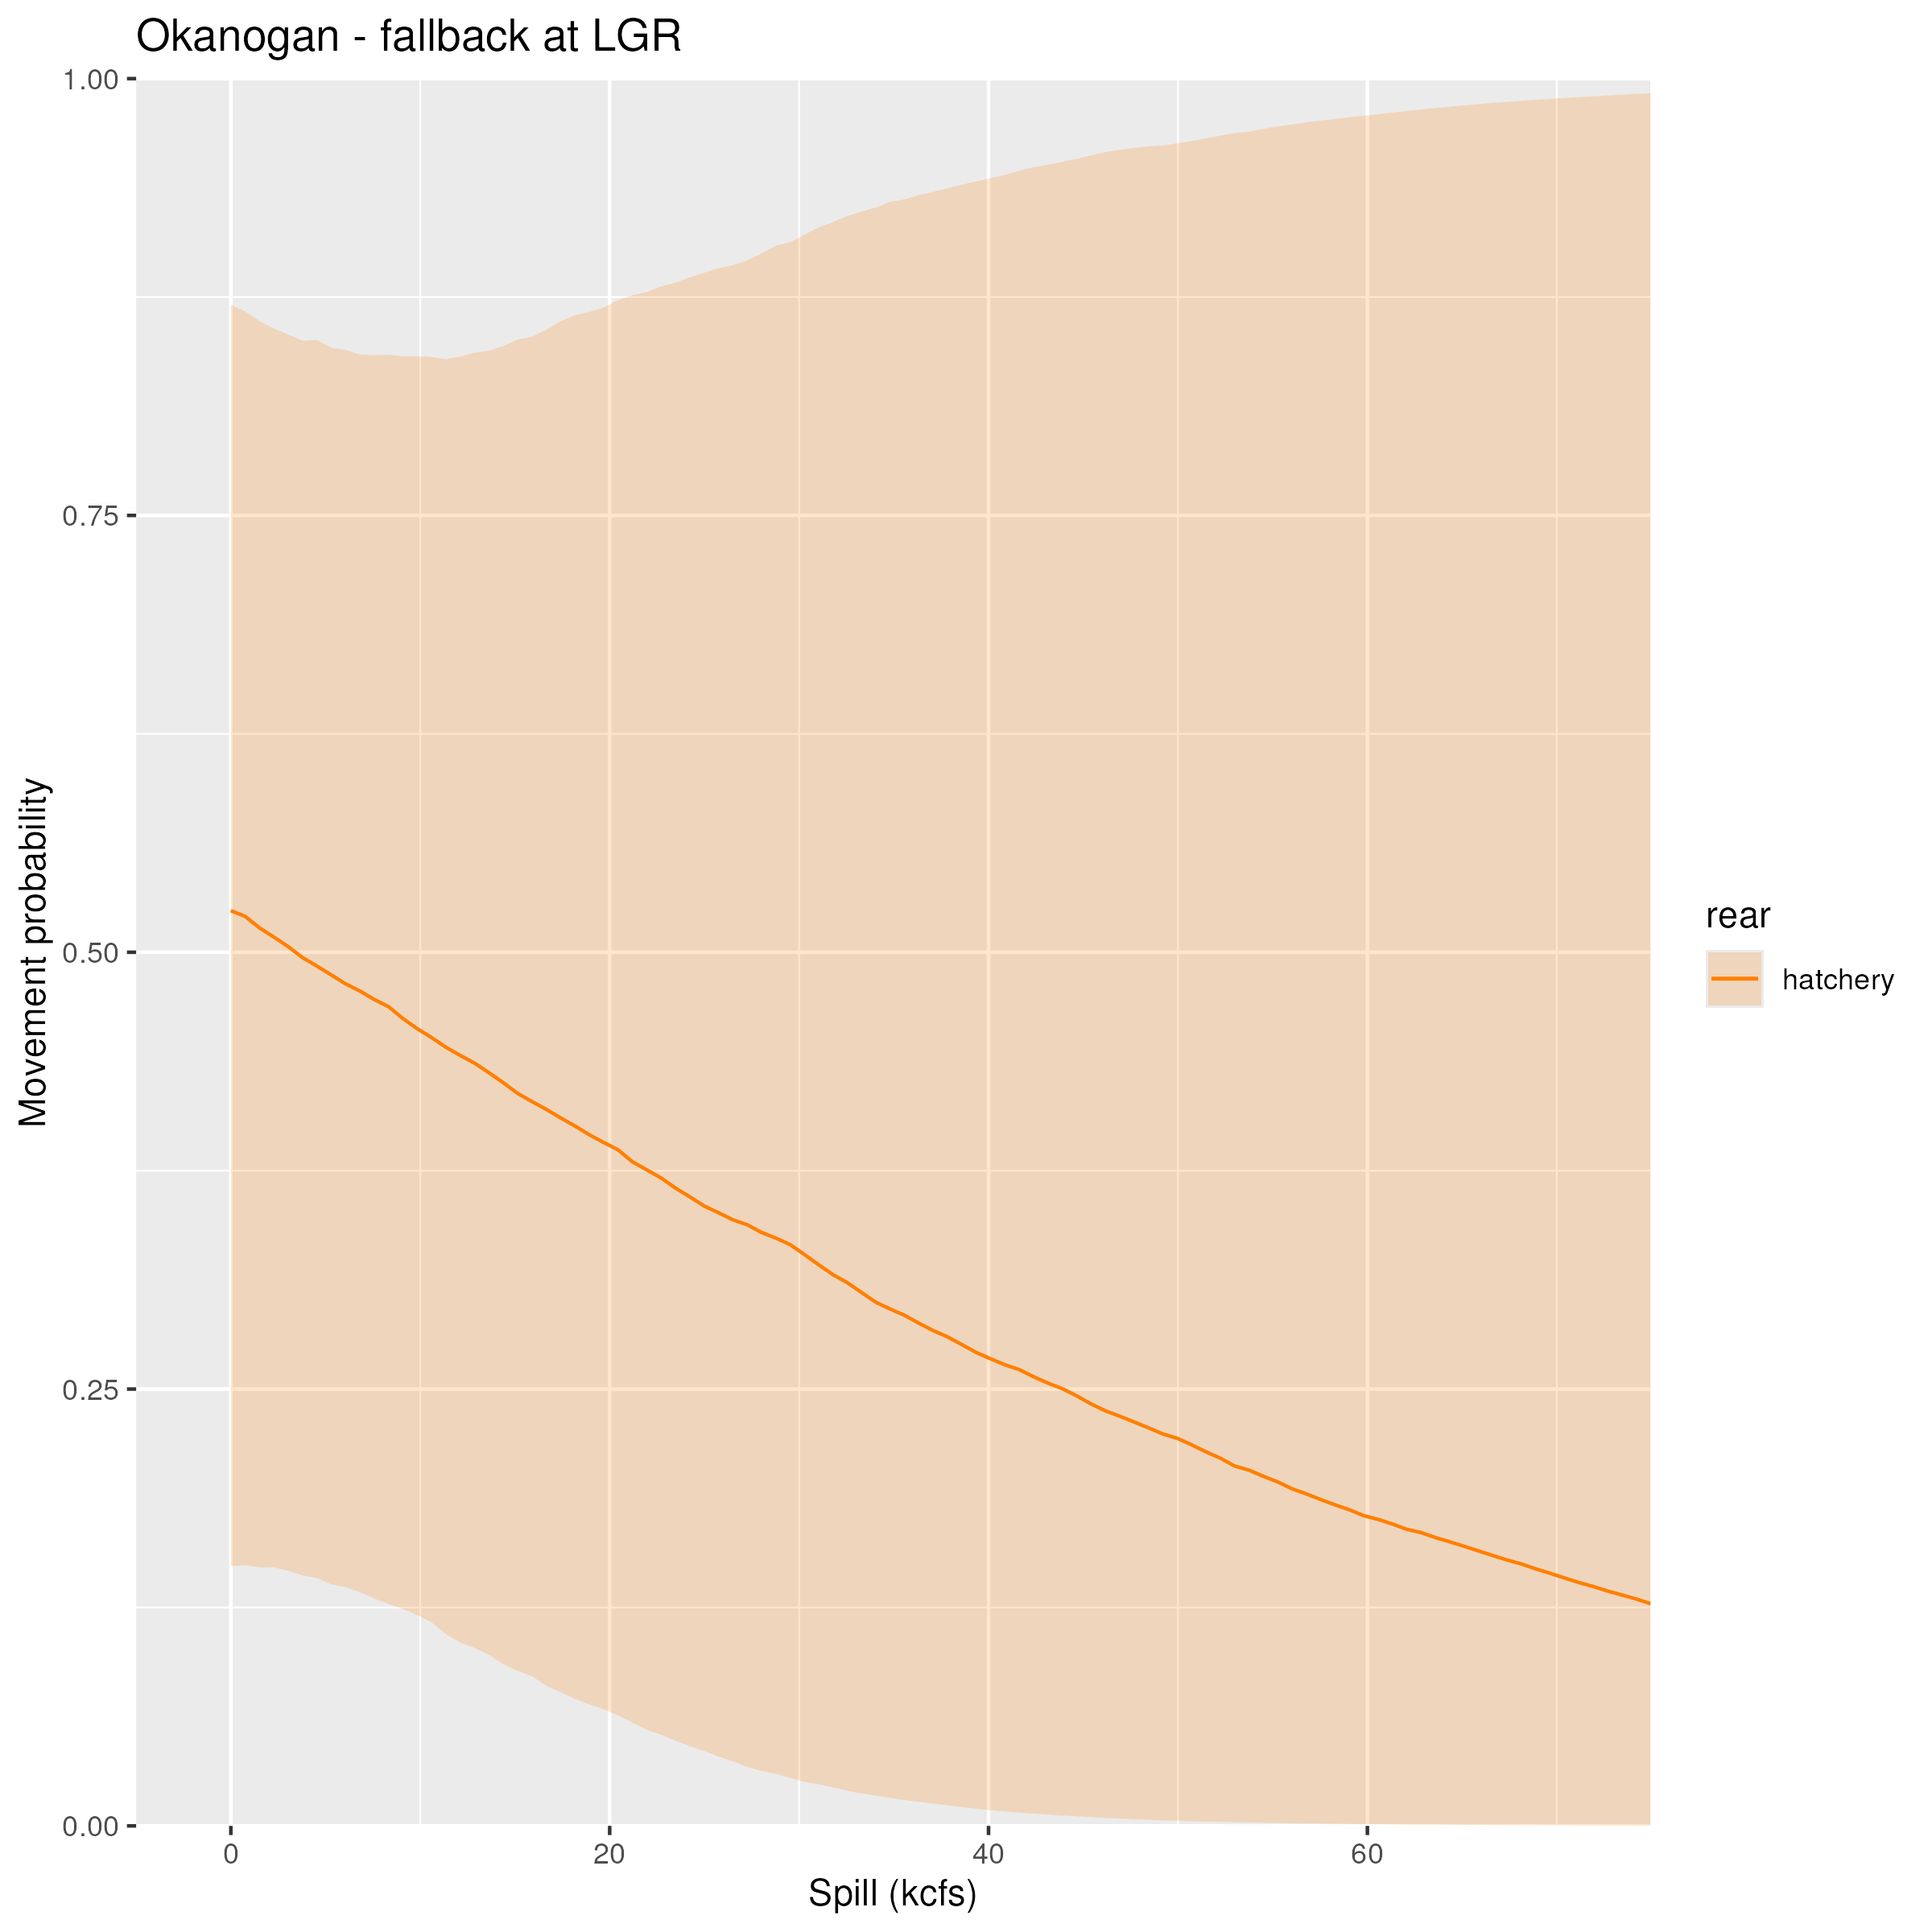 Okanogan - fallback at LGR
1.00
0.75
0.50
0.25
0.00
Movement probability
0
20
40
60
Spill (kcfs)
rear
hatchery